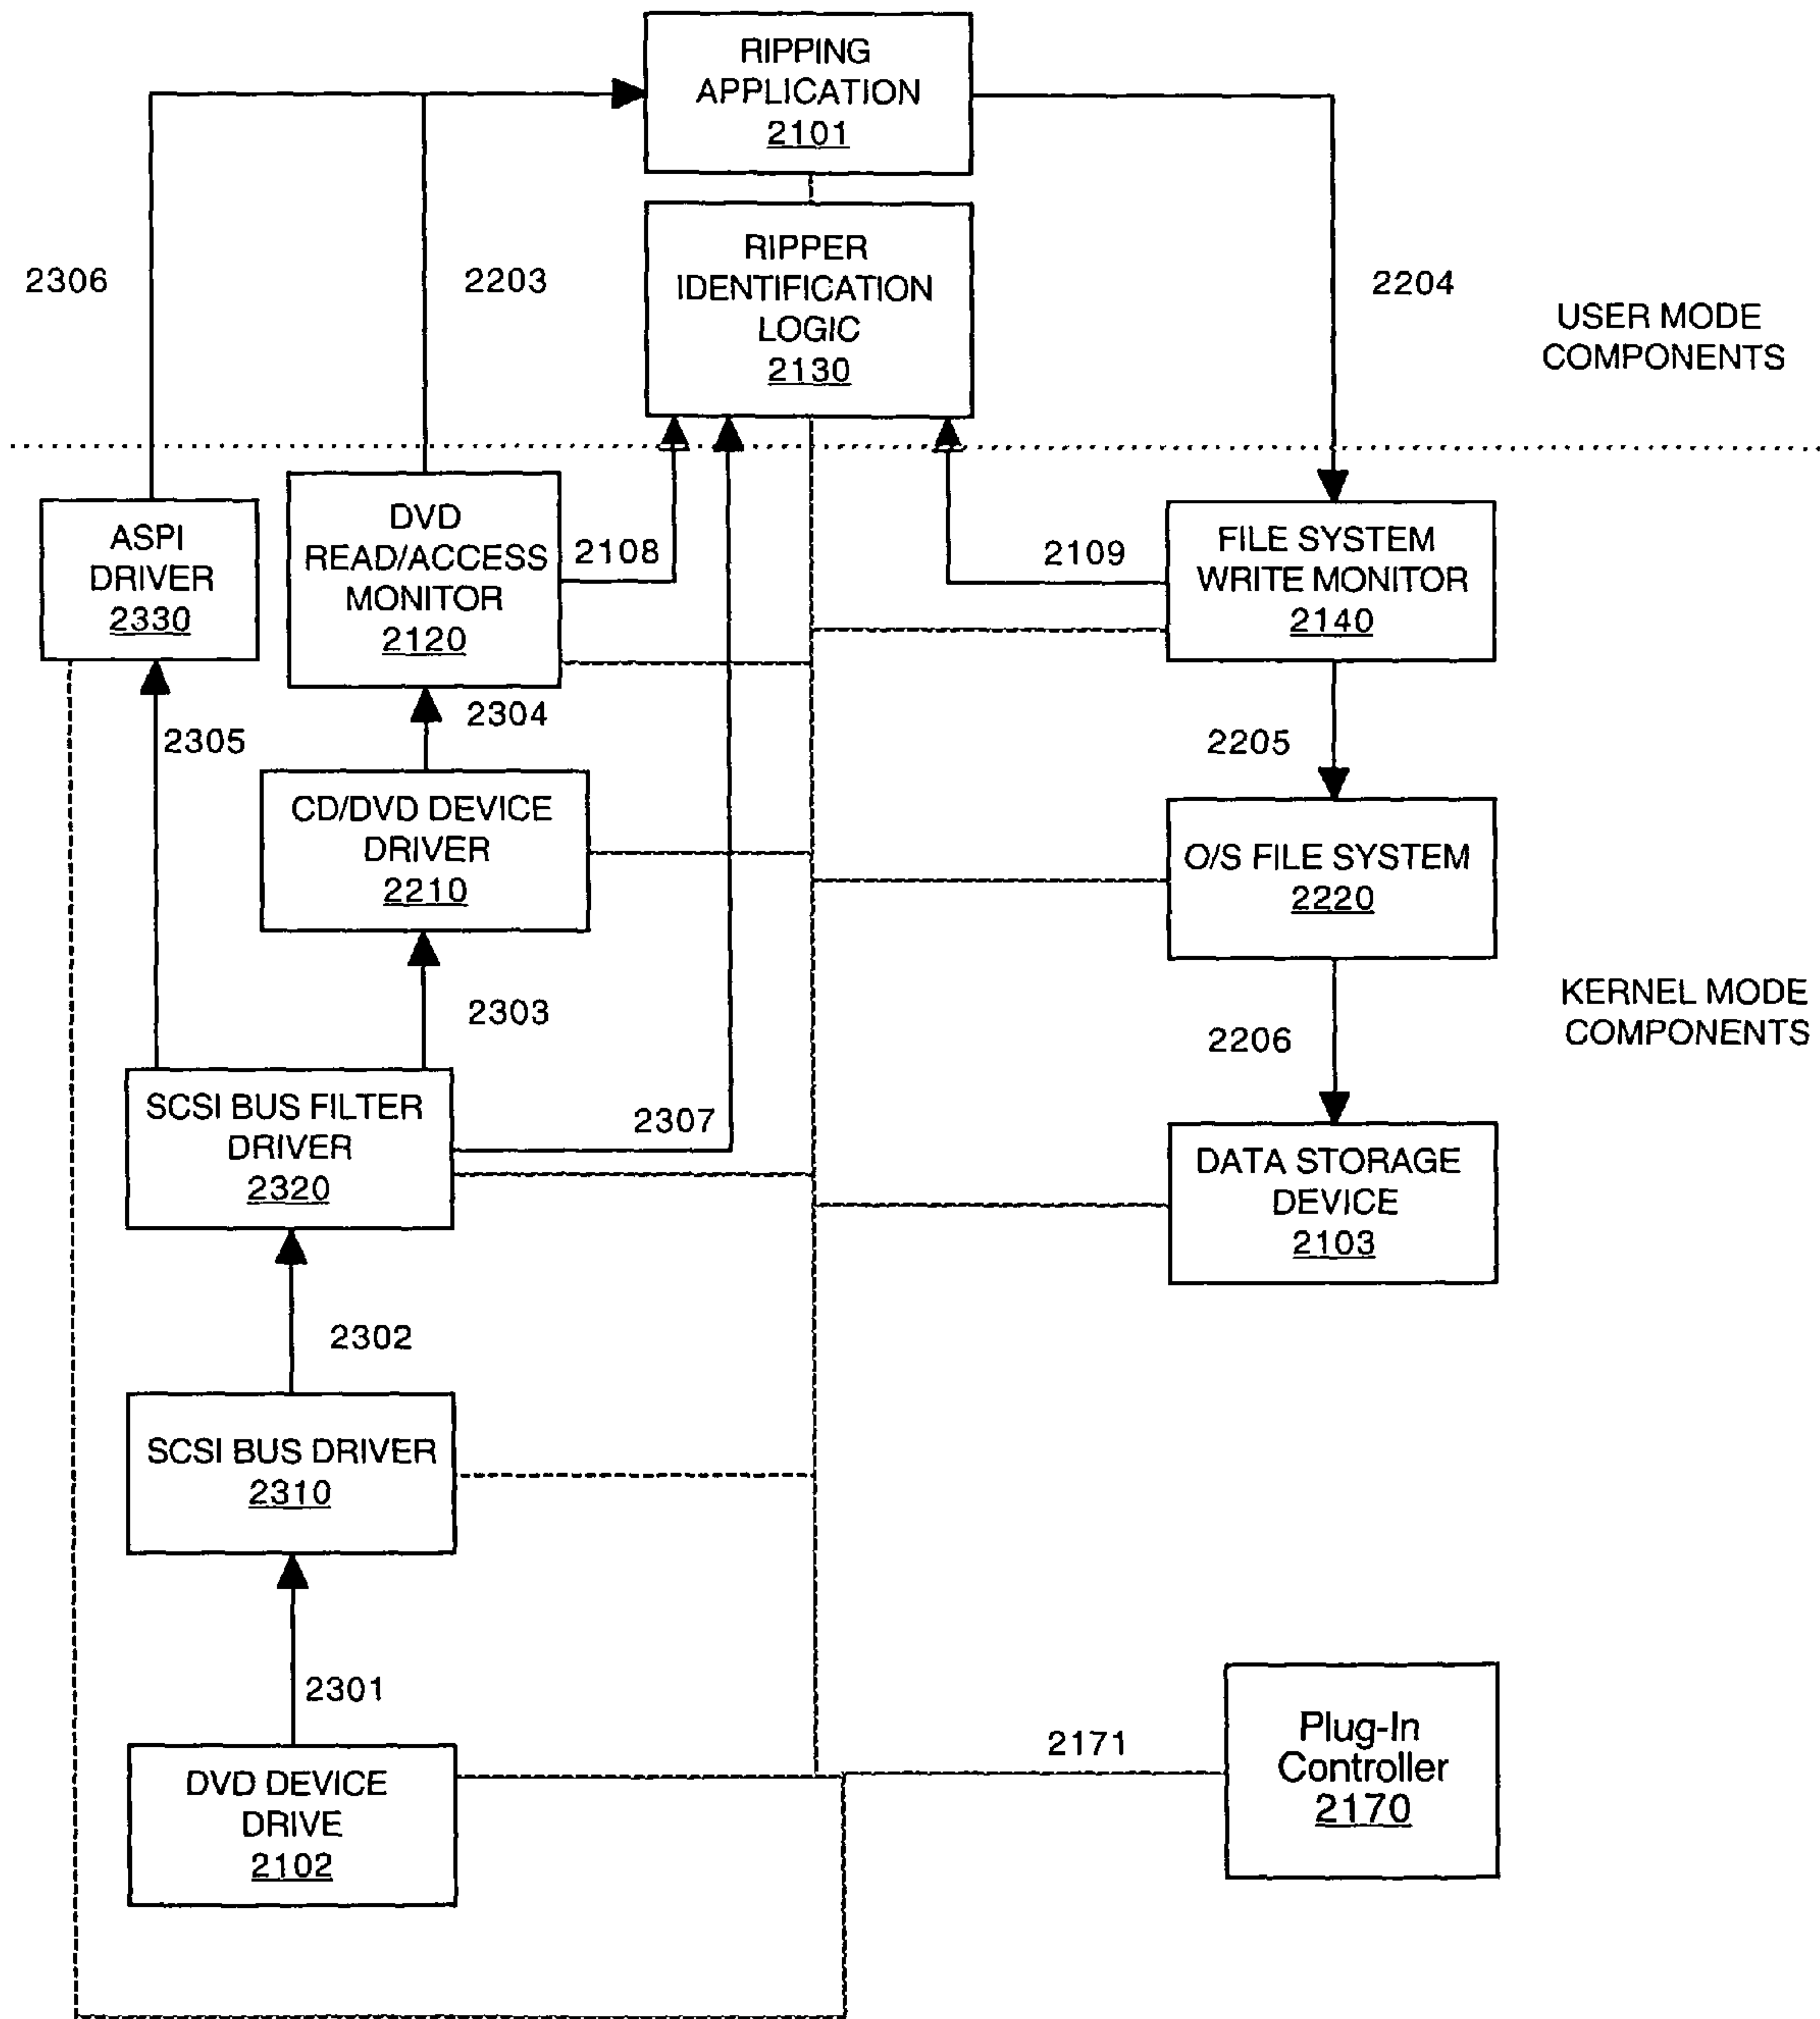 RIPPING
APPLICATION
2101
RIPPER
IDENTIFICATION
LOGIC
2130
2306
2203
2204
USER MODE
COMPONENTS
ASPI
DRIVER
2330
DVD
READ/ACCESS
MONITOR
2120
2108
2109
FILE SYSTEM
WRITE MONITOR
2140
2305
2304
2205
CD/DVD DEVICE
DRIVER
2210
O/S FILE SYSTEM
2220
2303
2206
KERNEL MODE
COMPONENTS
SCSI BUS FILTER
DRIVER
2320
2307
DATA STORAGE
DEVICE
2103
2302
SCSI BUS DRIVER
2310
2301
2171
Plug-In
Controller
2170
DVD DEVICE
DRIVE
2102